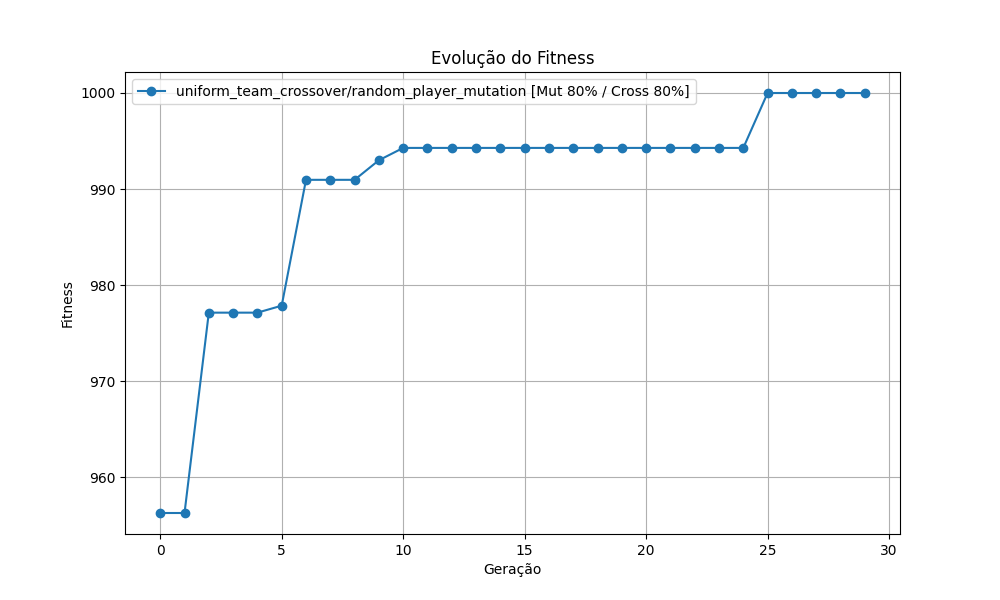 Evolução do Fitness
uniform_team_crossover/random_player_mutation [Mut 80% / Cross 80%]
1000
990
980
970
960
Fitness
0 5 10 15 20 25 30
Geração